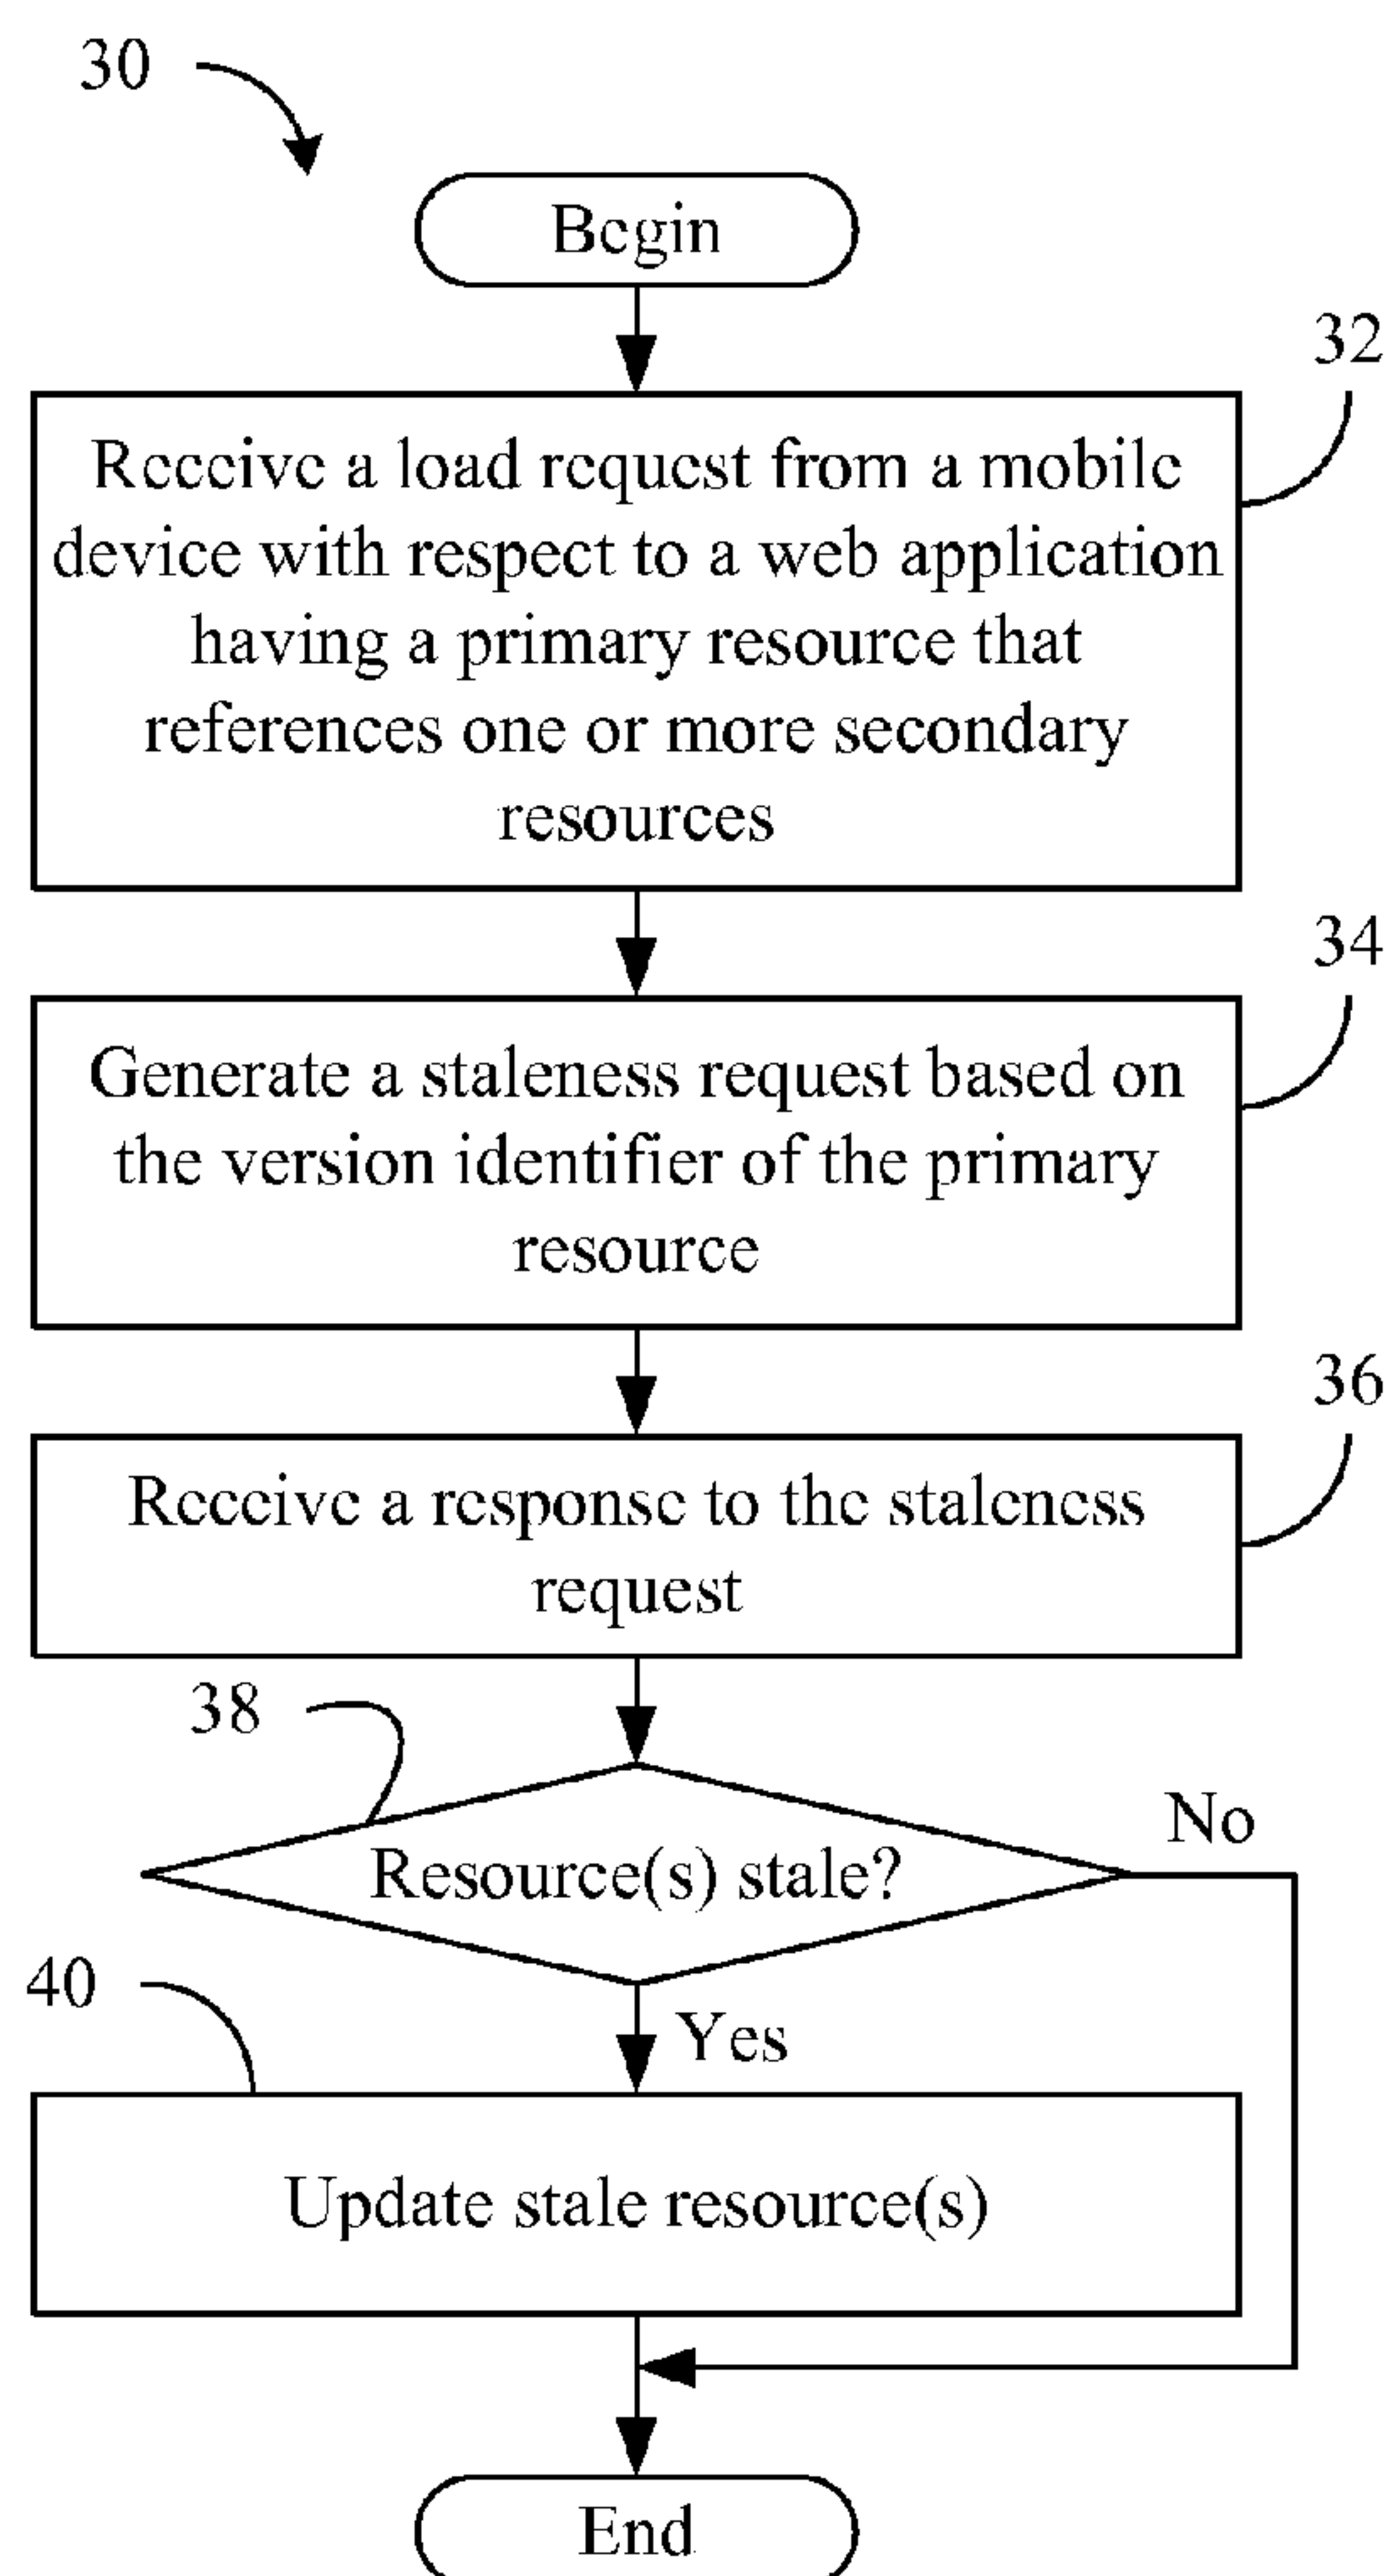 30
Begin
32
Receive a load request from a mobile
device with respect to a web application
having a primary resource that
references one or more secondary
resources
34
Generate a staleness request based on
the version identifier of the primary
resource
36
Receive a response to the staleness
request
38
No
Resource(s) stale?
40
Yes
Update stale resource(s)
End